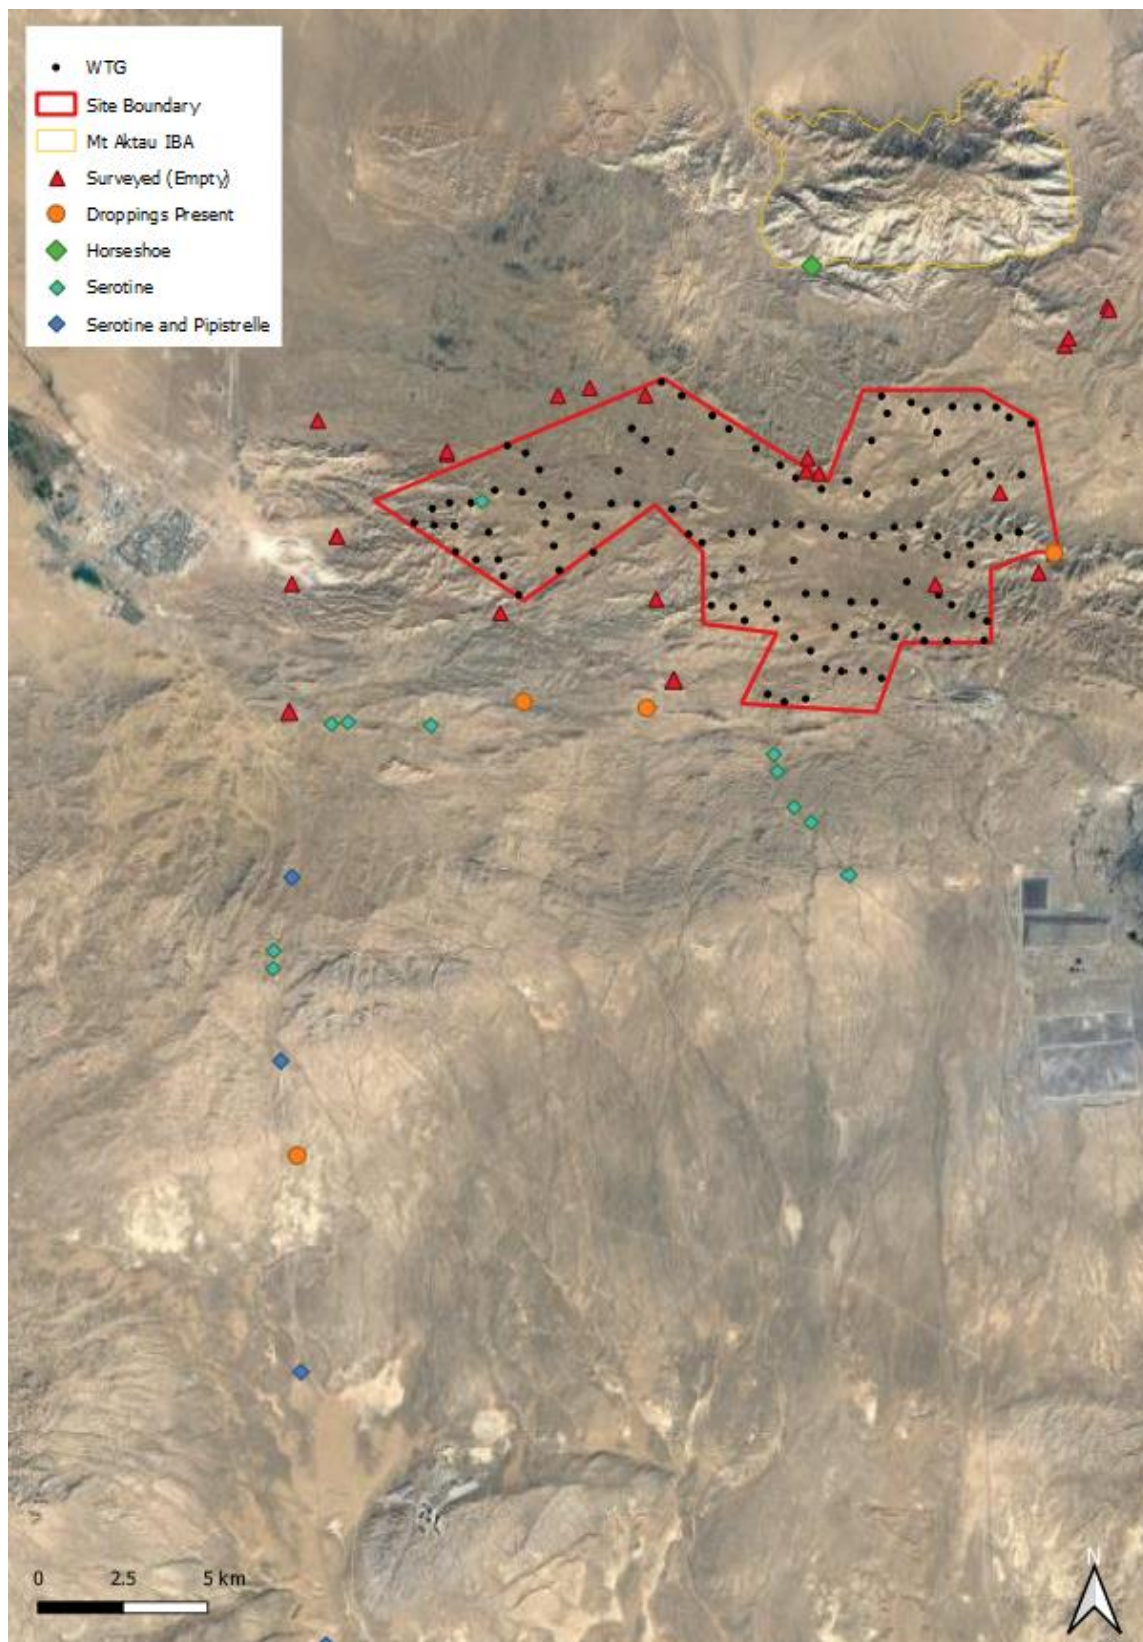 WTG
Site Boundary
Mt Aktau IBA
Surveyed (Empty)
Droppings Present
Horseshoe
Serotine
Serotine and Pipistrelle
0 2.5 5 km
N